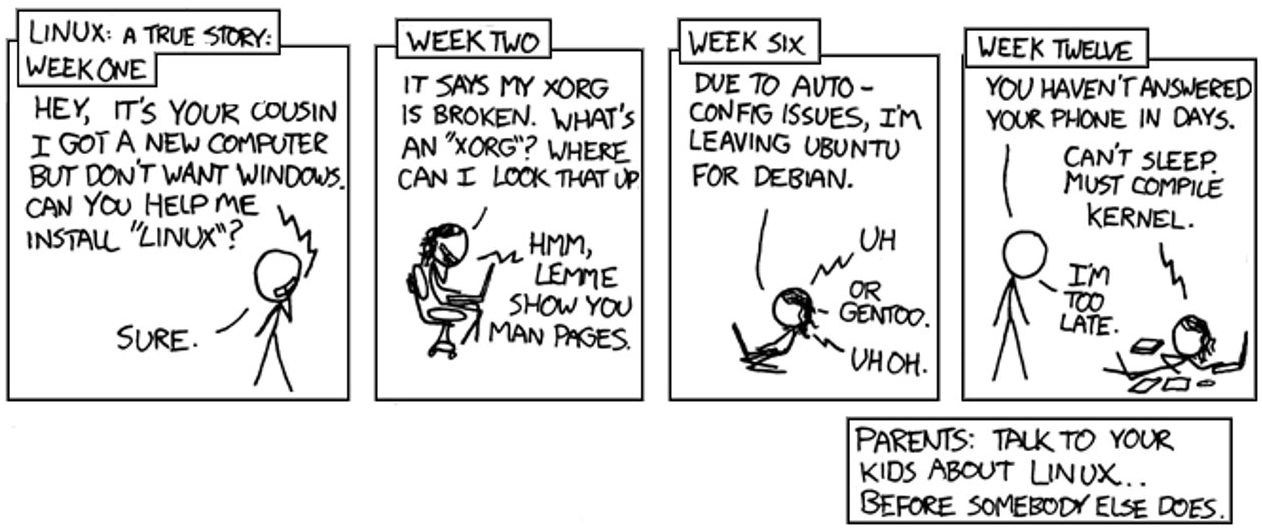 LINUX: A TRUE STORY:
WEEK ONE
HEY, IT'S YOUR COUSIN
I GOT A NEW COMPUTER
BUT DON'T WANT WINDOWS.
CAN YOU HELP ME
INSTALL "LINUX"?
SURE.
WEEK TWO
IT SAYS MY XORG
IS BROKEN. WHAT'S
AN "XORG"? WHERE
CAN I LOOK THAT UP
HMM,
LEMME
SHOW YOU
MAN PAGES.
WEEK SIX
DUE TO AUTO-
CONFIG ISSUES, I'M
LEAVING UBUNTU
FOR DEBIAN.
UH
OR
GENTOO.
UH OH.
WEEK TWELVE
YOU HAVEN'T ANSWERED
YOUR PHONE IN DAYS.
CAN'T SLEEP.
MUST COMPILE
KERNEL.
I'M
TOO
LATE.
PARENTS: TALK TO YOUR
KIDS ABOUT LINUX...
BEFORE SOMEBODY ELSE DOES.